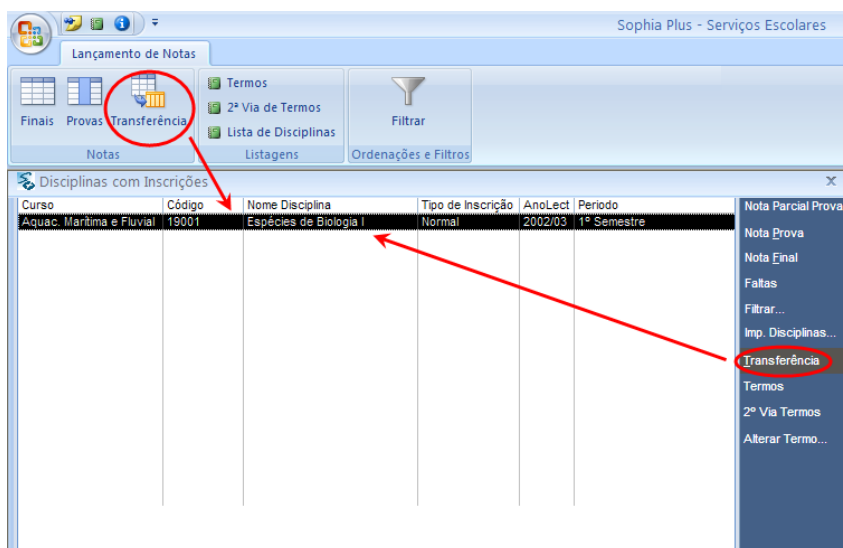 Sophia Plus - Serviços Escolares
Lançamento de Notas
Finais Provas Transferência
Termos
2ª Via de Termos
Lista de Disciplinas
Filtrar
Notas Listagens Ordenações e Filtros
Disciplinas com Inscrições
Curso Código Nome Disciplina Tipo de Inscrição AnoLect Periodo
Aquac. Marítima e Fluvial 19001 Espécies de Biologia I Normal 2002/03 1º Semestre
Nota Parcial Prova
Nota Prova
Nota Final
Faltas
Filtrar...
Imp. Disciplinas...
Transferência
Termos
2º Via Termos
Alterar Termo...